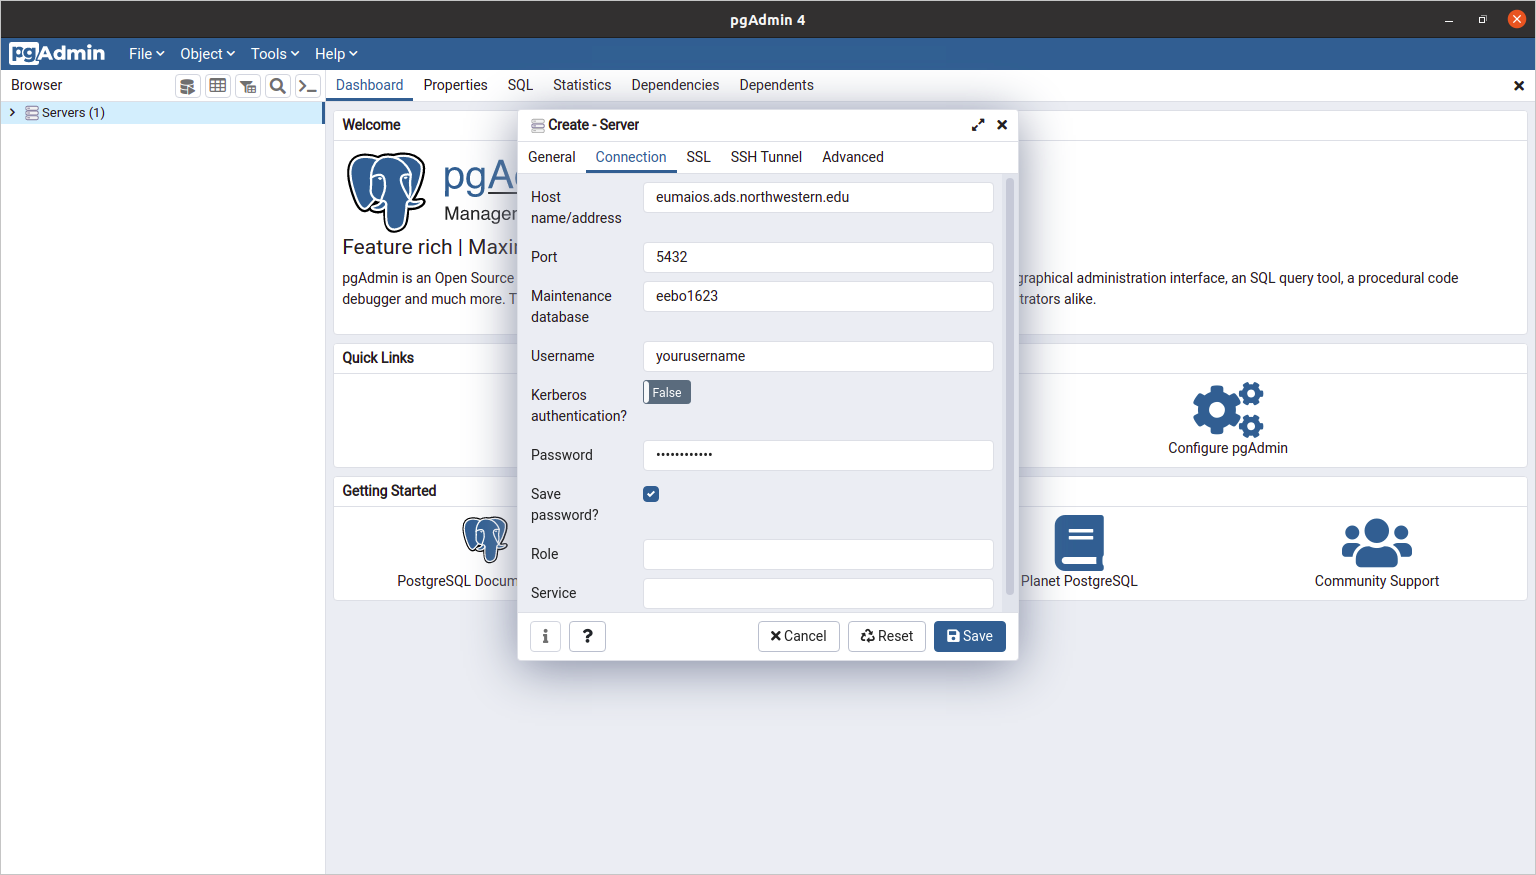 pgAdmin 4
pgAdmin File Object Tools Help
Browser
Dashboard Properties SQL Statistics Dependencies Dependents
Servers (1)
Welcome
pgA
Manage
Feature rich | Maxi
pgAdmin is an Open Source
graphical administration interface, an SQL query tool, a procedural code
debugger and much more. T
trators alike.
Quick Links
Configure pgAdmin
Getting Started
PostgreSQL Docum
Planet PostgreSQL
Community Support
Create - Server
General Connection SSL SSH Tunnel Advanced
Host name/address
eumaios.ads.northwestern.edu
Port
5432
Maintenance database
eebo1623
Username
yourusername
Kerberos authentication?
False
Password
••••••••••••
Save password?
Role
Service
i ? Cancel Reset Save